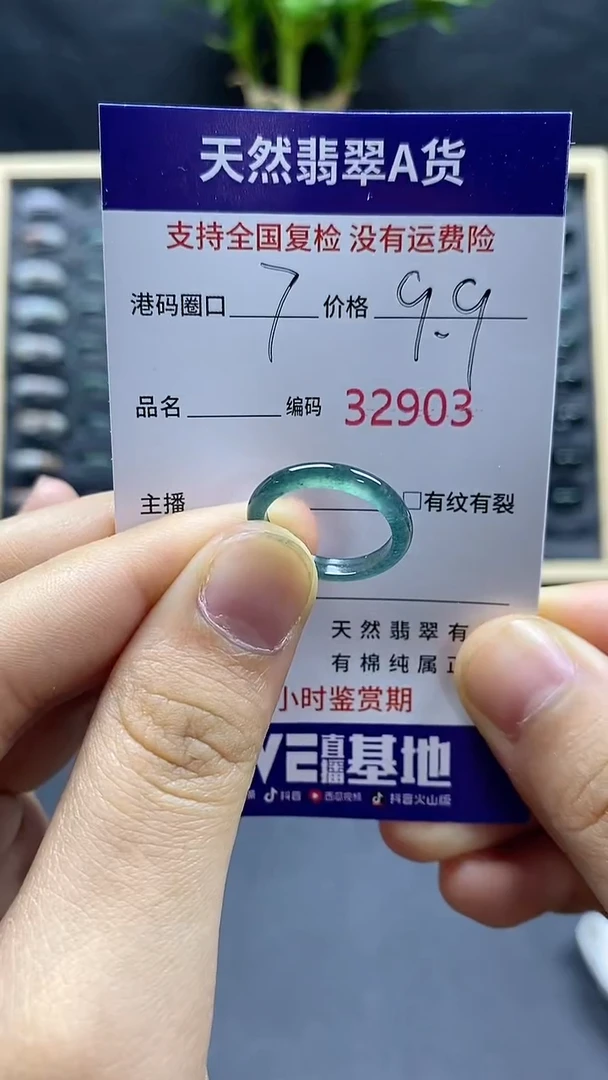 天然翡翠A货
支持全国复检 没有运费险
港码圈口 7 价格 9.9
品名 编码 32903
主播 □有纹有裂
天然翡翠有
有棉纯属正
小时鉴赏期
VE直播基地
抖音 西瓜视频 抖音火山版